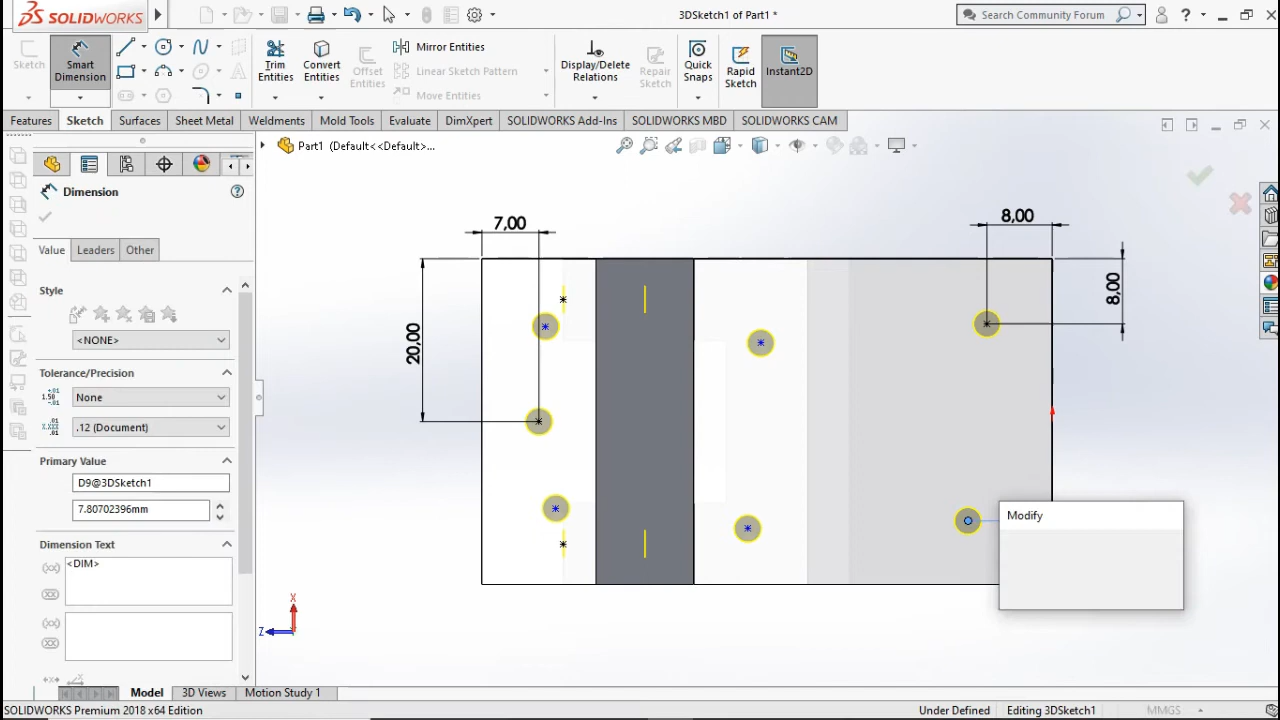 SOLIDWORKS
3DSketch1 of Part1 *
Search Community Forum
?
Sketch
Smart Dimension
Trim Entities
Convert Entities
Offset Entities
Mirror Entities
Linear Sketch Pattern
Move Entities
Display/Delete Relations
Repair Sketch
Quick Snaps
Rapid Sketch
Instant2D
Features
Sketch
Surfaces
Sheet Metal
Weldments
Mold Tools
Evaluate
DimXpert
SOLIDWORKS Add-Ins
SOLIDWORKS MBD
SOLIDWORKS CAM
Part1 (Default<<Default>...
Dimension
?
Value
Leaders
Other
Style
<NONE>
Tolerance/Precision
None
.12 (Document)
Primary Value
D9@3DSketch1
7.80702396mm
Dimension Text
<DIM>
7,00
8,00
20,00
8,00
Modify
X
Z
Model
3D Views
Motion Study 1
SOLIDWORKS Premium 2018 x64 Edition
Under Defined
Editing 3DSketch1
MMGS